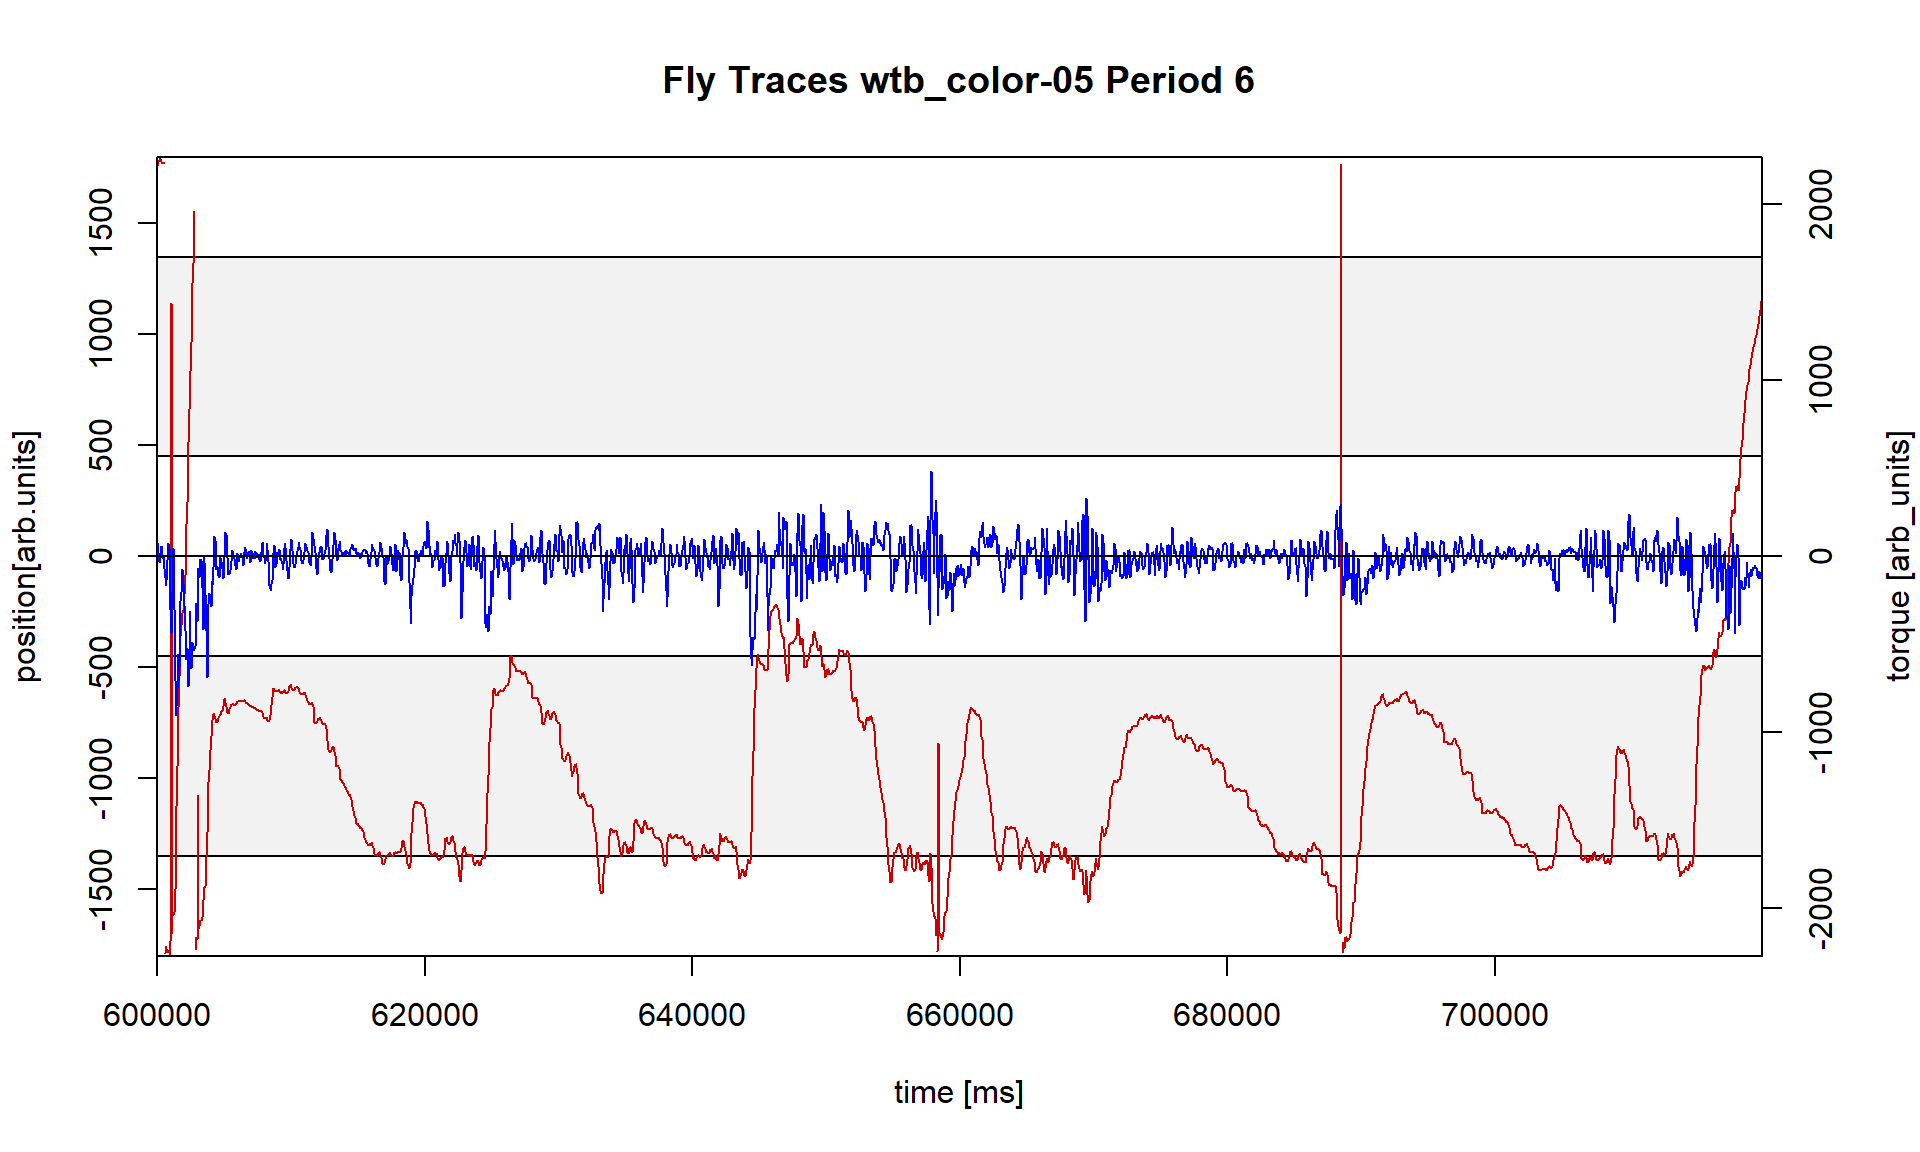 Fly Traces wtb_color-05 Period 6
position[arb.units]
1500
1000
500
0
-500
-1000
-1500
2000
1000
0
-1000
-2000
torque [arb_units]
600000 620000 640000 660000 680000 700000
time [ms]